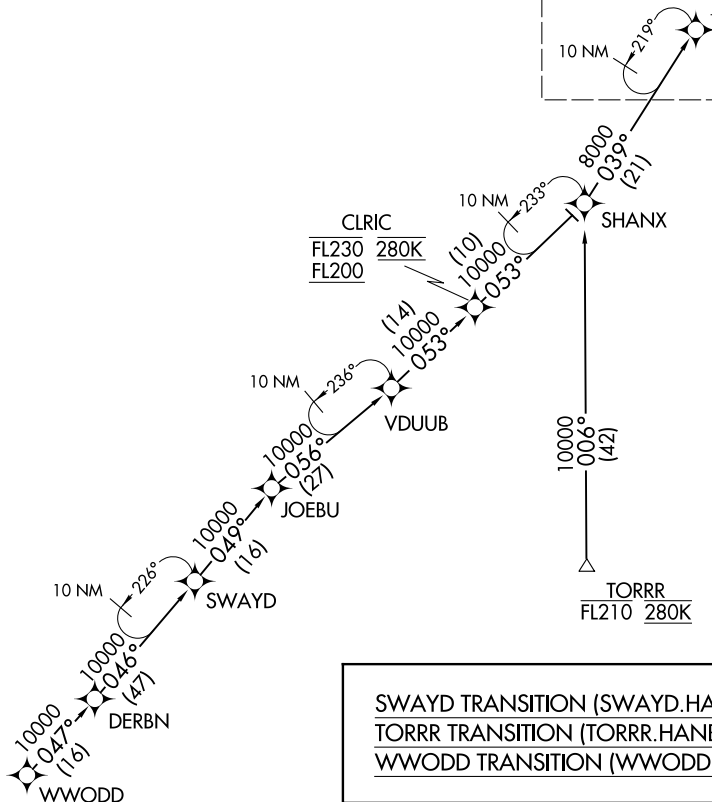 219°
10 NM
8000
039°
(21)
10 NM
233°
SHANX
CLRIC
FL230 280K
FL200
(10)
10000
053°
(14)
10000
053°
10 NM
236°
VDUUB
10000
056°
(27)
JOEBU
10000
006°
(42)
10000
049°
(16)
10 NM
226°
SWAYD
TORRR
FL210 280K
10000
046°
(47)
DERBN
10000
047°
(16)
WWODD
SWAYD TRANSITION (SWAYD.HA
TORRR TRANSITION (TORRR.HAN
WWODD TRANSITION (WWODD